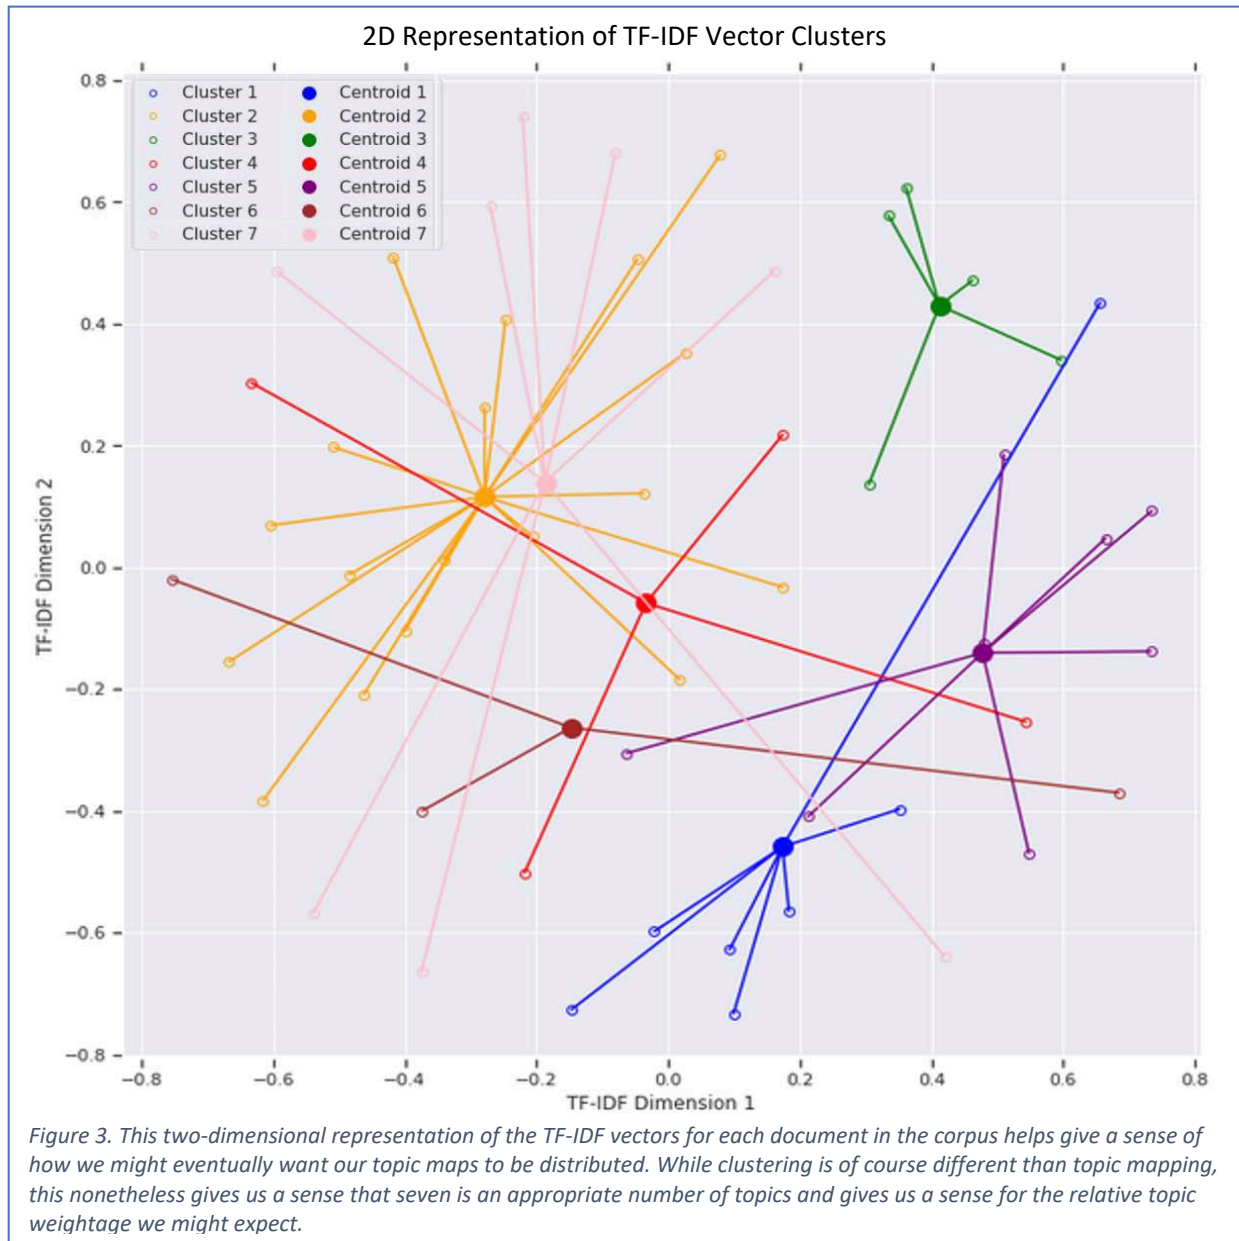 2D Representation of TF-IDF Vector Clusters
Cluster 1 Centroid 1
Cluster 2 Centroid 2
Cluster 3 Centroid 3
Cluster 4 Centroid 4
Cluster 5 Centroid 5
Cluster 6 Centroid 6
Cluster 7 Centroid 7
0.8
0.6
0.4
0.2
0.0
−0.2
−0.4
−0.6
−0.8
TF-IDF Dimension 2
−0.8 −0.6 −0.4 −0.2 0.0 0.2 0.4 0.6 0.8
TF-IDF Dimension 1
Figure 3. This two-dimensional representation of the TF-IDF vectors for each document in the corpus helps give a sense of
how we might eventually want our topic maps to be distributed. While clustering is of course different than topic mapping,
this nonetheless gives us a sense that seven is an appropriate number of topics and gives us a sense for the relative topic
weightage we might expect.